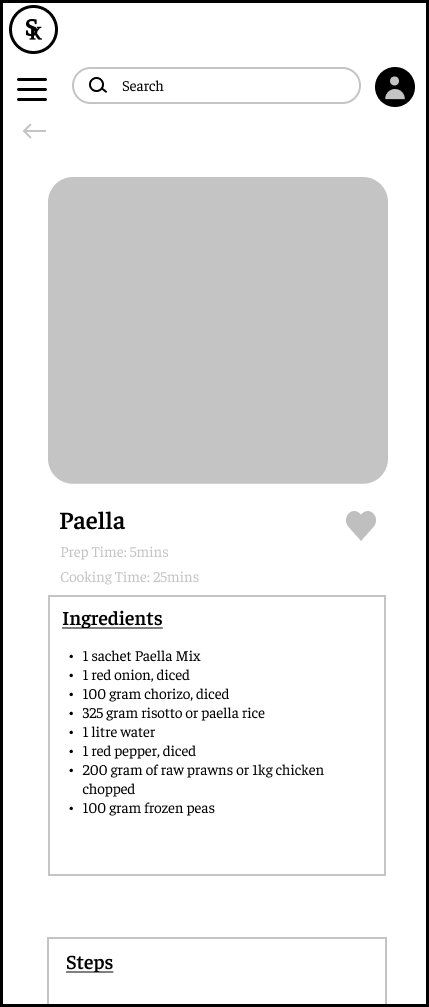 SK
Search
Paella
Prep Time: 5mins
Cooking Time: 25mins
Ingredients
• 1 sachet Paella Mix
• 1 red onion, diced
• 100 gram chorizo, diced
• 325 gram risotto or paella rice
• 1 litre water
• 1 red pepper, diced
• 200 gram of raw prawns or 1kg chicken
chopped
• 100 gram frozen peas
Steps